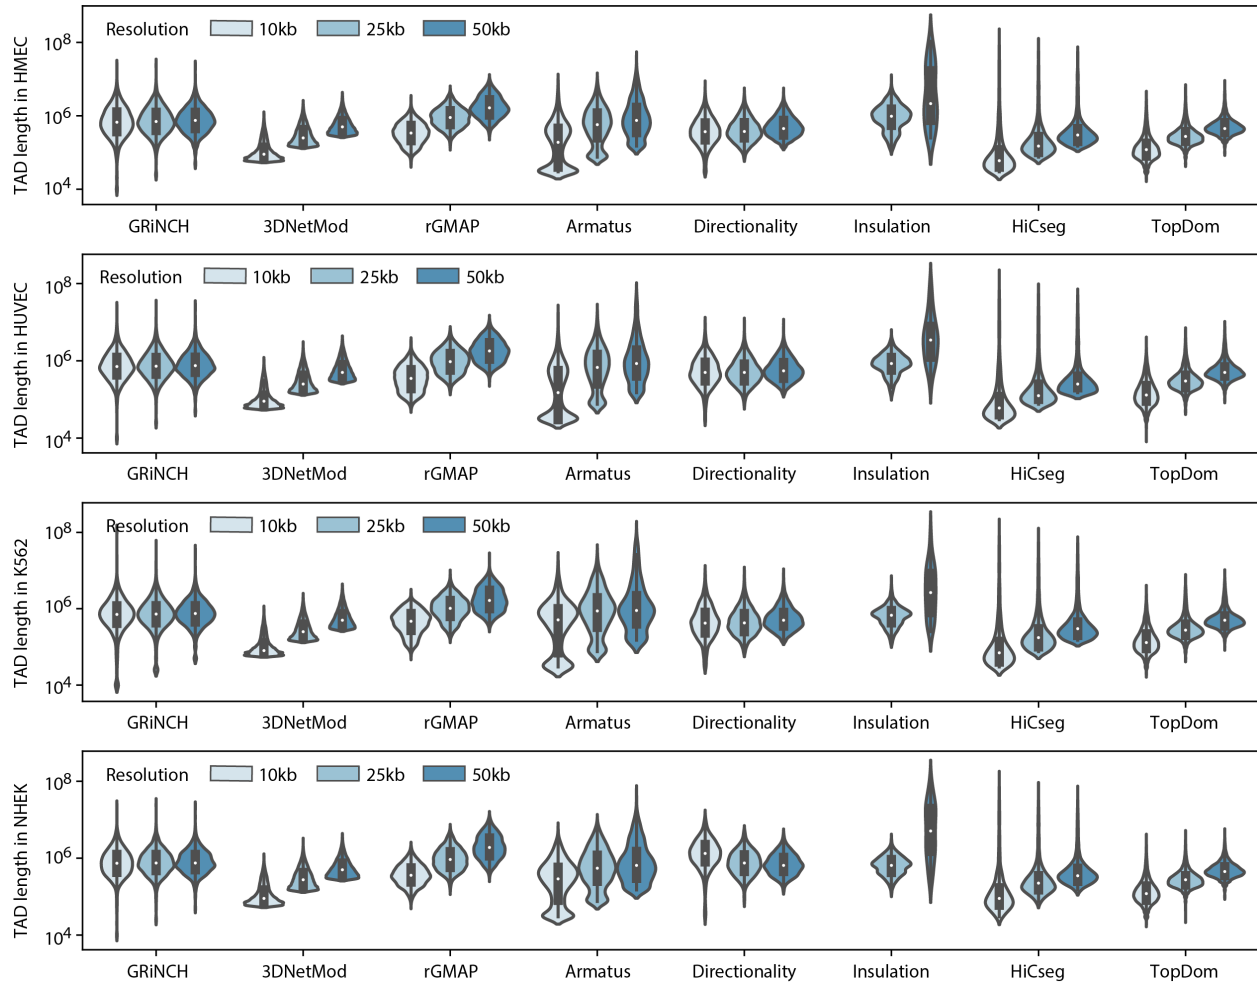 Resolution 10kb 25kb 50kb
TAD length in HMEC
10^8
10^6
10^4
GRiNCH 3DNetMod rGMAP Armatus Directionality Insulation HiCseg TopDom
Resolution 10kb 25kb 50kb
TAD length in HUVEC
10^8
10^6
10^4
GRiNCH 3DNetMod rGMAP Armatus Directionality Insulation HiCseg TopDom
Resolution 10kb 25kb 50kb
TAD length in K562
10^8
10^6
10^4
GRiNCH 3DNetMod rGMAP Armatus Directionality Insulation HiCseg TopDom
Resolution 10kb 25kb 50kb
TAD length in NHEK
10^8
10^6
10^4
GRiNCH 3DNetMod rGMAP Armatus Directionality Insulation HiCseg TopDom